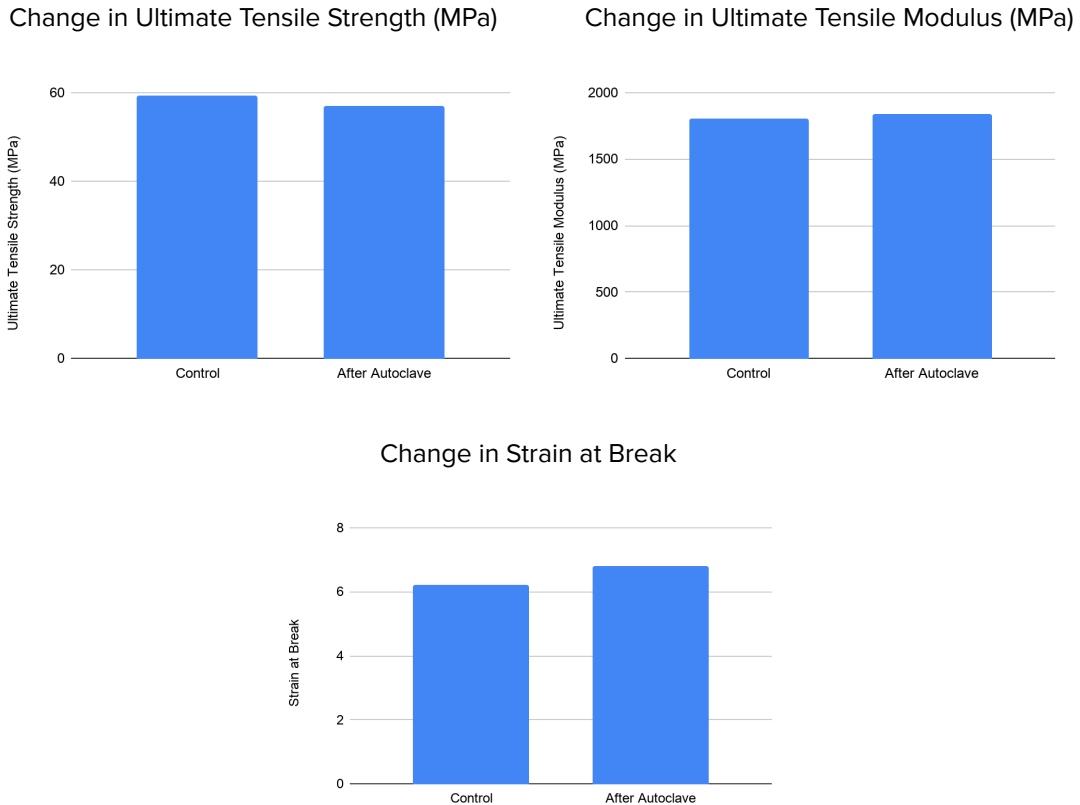 Change in Ultimate Tensile Strength (MPa)
Ultimate Tensile Strength (MPa)
60
40
20
0
Control
After Autoclave
Change in Ultimate Tensile Modulus (MPa)
Ultimate Tensile Modulus (MPa)
2000
1500
1000
500
0
Control
After Autoclave
Change in Strain at Break
Strain at Break
8
6
4
2
0
Control
After Autoclave